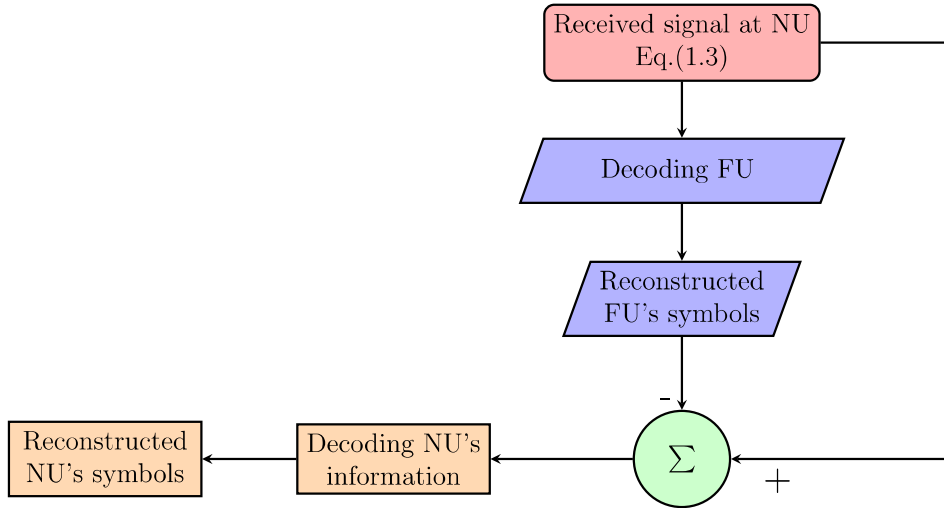 Received signal at NU
Eq.(1.3)
Decoding FU
Reconstructed
FU's symbols
-
Σ
+
Decoding NU's
information
Reconstructed
NU's symbols